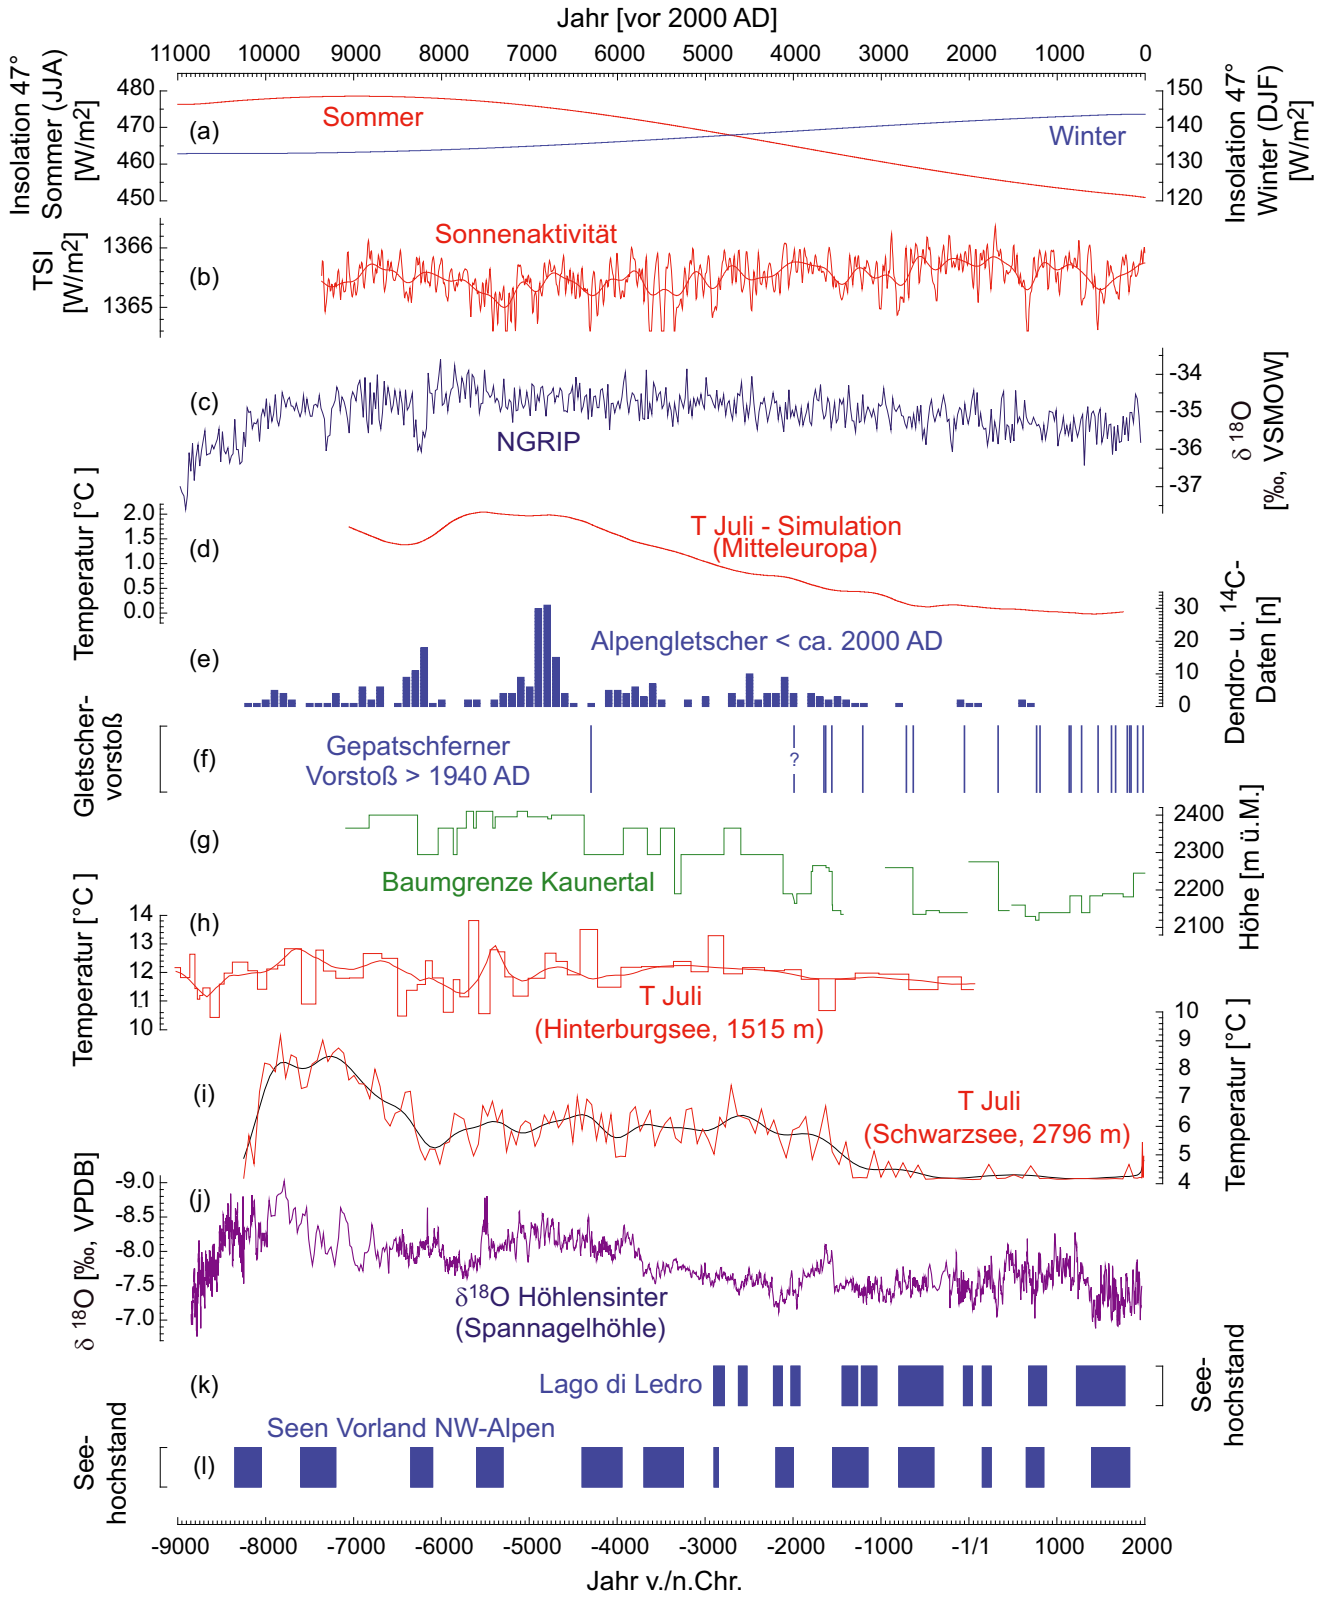 Jahr [vor 2000 AD]
11000 10000 9000 8000 7000 6000 5000 4000 3000 2000 1000 0
Insolation 47°
Sommer (JJA)
[W/m2]
480
470
460
450
(a)
Sommer
Winter
150
140
130
120
Insolation 47°
Winter (DJF)
[W/m2]
TSI
[W/m2]
1366
1365
(b)
Sonnenaktivität
(c)
NGRIP
-34
-35
-36
-37
δ 18O
[‰, VSMOW]
Temperatur [°C ]
2.0
1.5
1.0
0.5
0.0
(d)
T Juli - Simulation
(Mitteleuropa)
(e)
Alpengletscher < ca. 2000 AD
30
20
10
0
Dendro- u. 14C-
Daten [n]
Gletscher-
vorstoß
(f)
Gepatschferner
Vorstoß > 1940 AD
?
(g)
Baumgrenze Kaunertal
2400
2300
2200
2100
Höhe [m ü.M.]
Temperatur [°C ]
14
13
12
11
10
(h)
T Juli
(Hinterburgsee, 1515 m)
(i)
T Juli
(Schwarzsee, 2796 m)
10
9
8
7
6
5
4
Temperatur [°C]
δ 18O [‰, VPDB]
-9.0
-8.5
-8.0
-7.5
-7.0
(j)
δ18O Höhlensinter
(Spannagelhöhle)
(k)
Lago di Ledro
See-
hochstand
Seen Vorland NW-Alpen
See-
hochstand
(l)
-9000 -8000 -7000 -6000 -5000 -4000 -3000 -2000 -1000 -1/1 1000 2000
Jahr v./n.Chr.